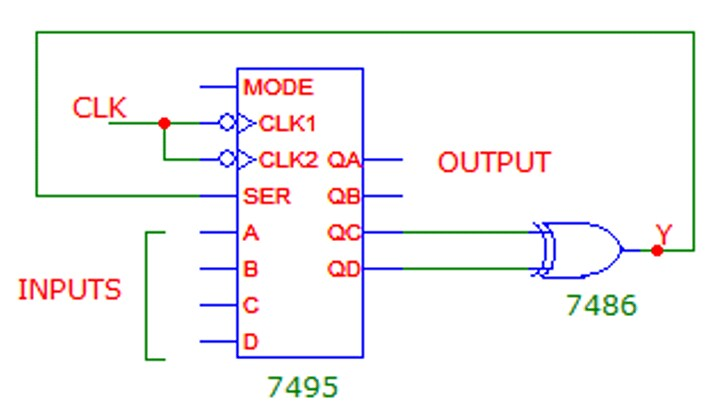 MODE
CLK
CLK1
CLK2 QA
OUTPUT
SER QB
A QC
Y
B QD
INPUTS
C
7486
D
7495